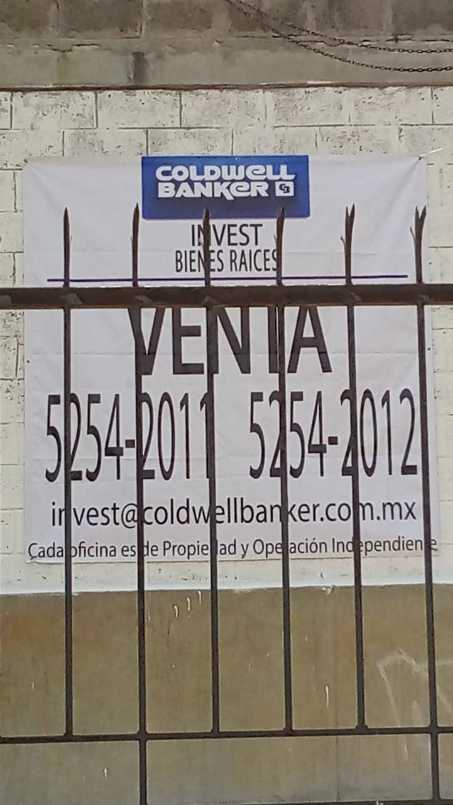 COLDWELL
BANKER CB
INVEST
BIENES RAICES
VENTA
5254-2011 5254-2012
invest@coldwellbanker.com.mx
Cada oficina es de Propiedad y Operación Independiente